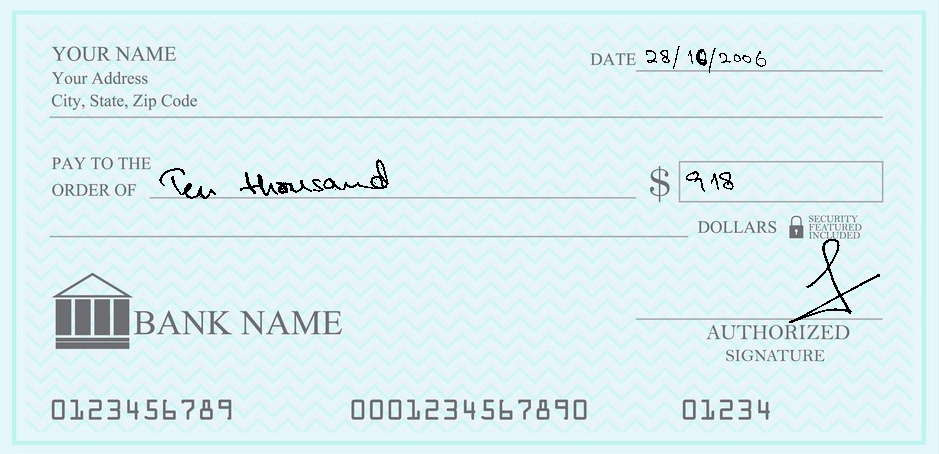 YOUR NAME
Your Address
City, State, Zip Code
DATE 28/10/2006
PAY TO THE
ORDER OF Ten thousand $ 918
DOLLARS SECURITY
FEATURED
INCLUDED
BANK NAME
AUTHORIZED
SIGNATURE
0123456789 0001234567890 01234